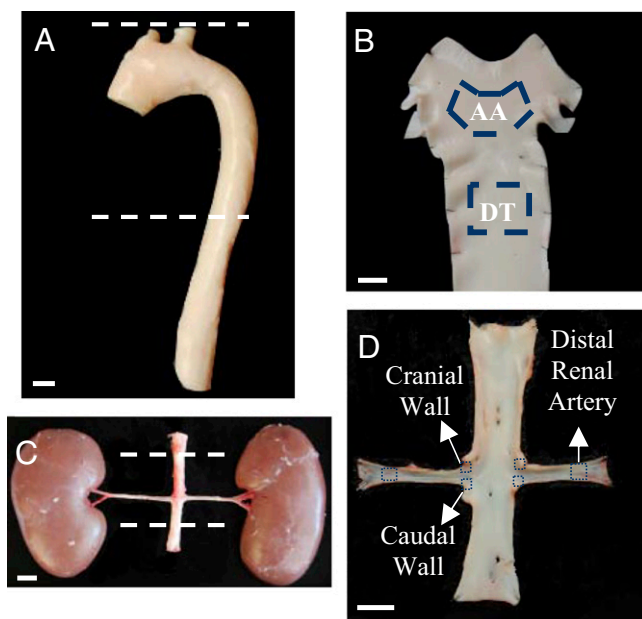 A
B
AA
DT
C
D
Cranial
Wall
Distal
Renal
Artery
Caudal
Wall